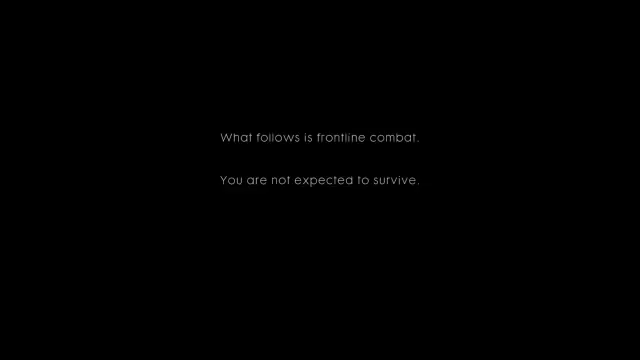 What follows is frontline combat.
You are not expected to survive.